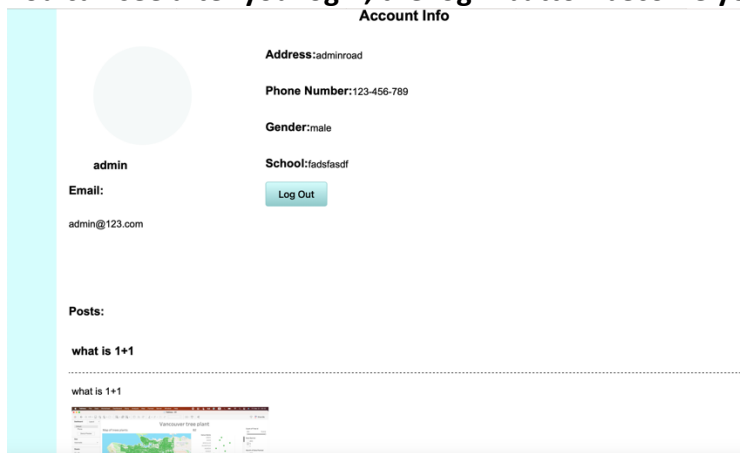 Account Info
Address:adminroad
Phone Number:123-456-789
Gender:male
admin
School:fadsfasdf
Email:
Log Out
admin@123.com
Posts:
what is 1+1
what is 1+1
Vancouver tree plant